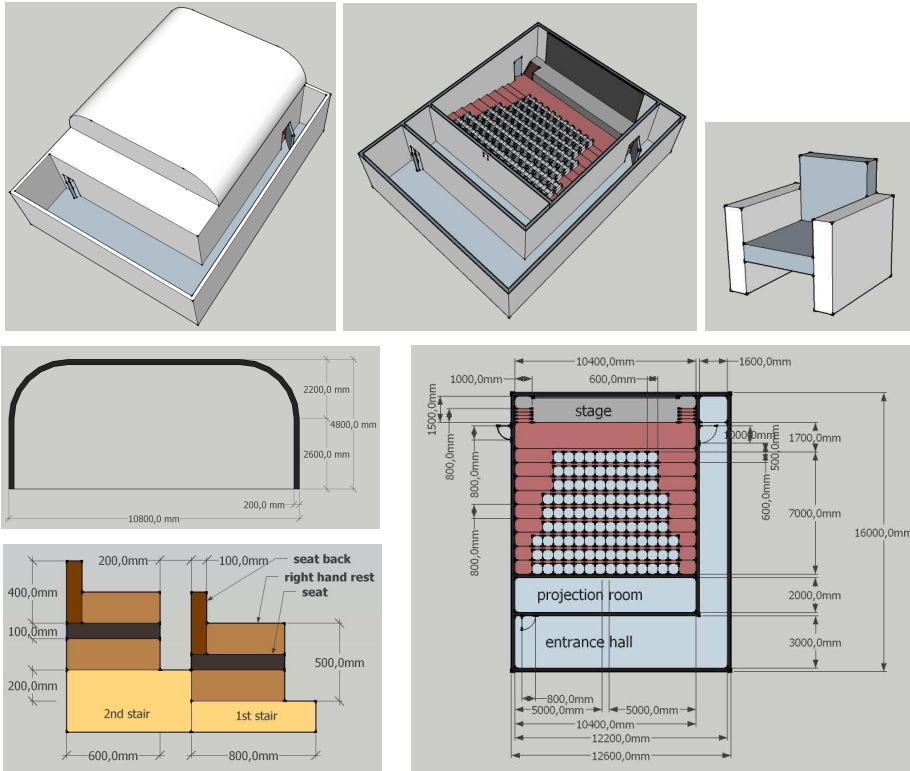 2200,0 mm
4800,0 mm
2600,0 mm
200,0 mm
10800,0 mm
200,0mm
100,0mm
seat back
right hand rest
seat
400,0mm
100,0mm
500,0mm
200,0mm
2nd stair
1st stair
600,0mm
800,0mm
10400,0mm
1600,0mm
1000,0mm
600,0mm
stage
1500,0mm
1000,0mm
1700,0mm
500,0mm
800,0mm
800,0mm
600,0mm
7000,0mm
16000,0mm
800,0mm
projection room
2000,0mm
entrance hall
3000,0mm
800,0mm
5000,0mm
5000,0mm
10400,0mm
12200,0mm
12600,0mm